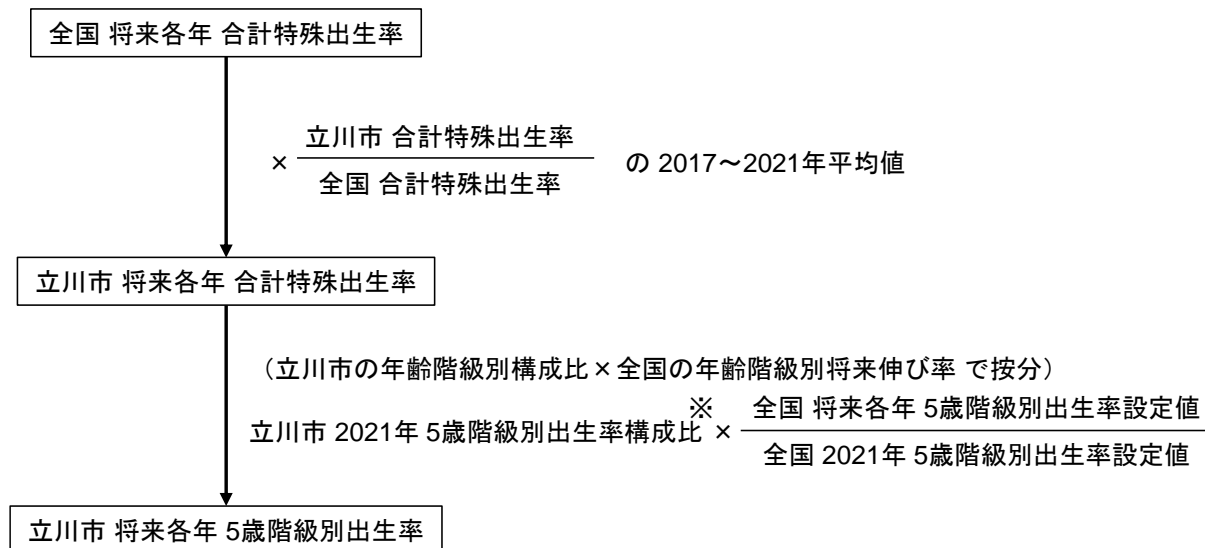 全国 将来各年 合計特殊出生率
立川市 合計特殊出生率
× の 2017～2021年平均値
全国 合計特殊出生率
立川市 将来各年 合計特殊出生率
（立川市の年齢階級別構成比×全国の年齢階級別将来伸び率 で按分）
※ 全国 将来各年 5歳階級別出生率設定値
立川市 2021年 5歳階級別出生率構成比 ×
全国 2021年 5歳階級別出生率設定値
立川市 将来各年 5歳階級別出生率